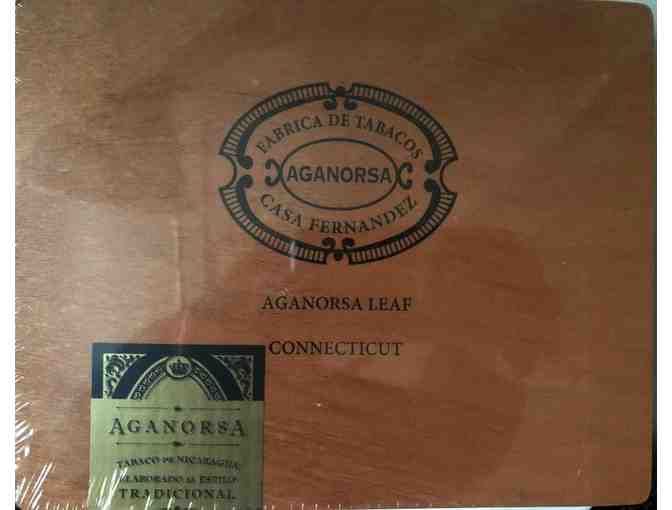 FABRICA DE TABACOS
AGANORSA
CASA FERNANDEZ
AGANORSA LEAF
CONNECTICUT
AGANORSA
TABACO DE NICARAGUA;
ELABORADO AL ESTILO
TRADICIONAL